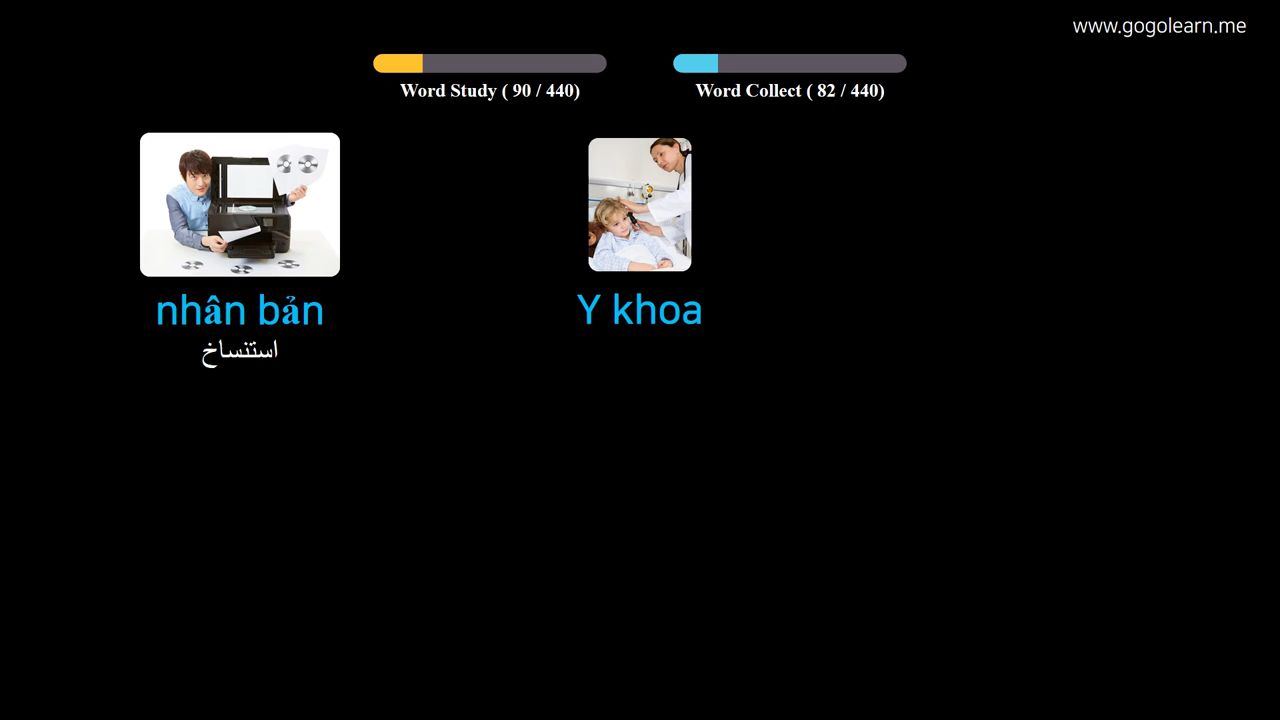 www.gogolearn.me
Word Study ( 90 / 440)
Word Collect ( 82 / 440)
nhân bản
استنساخ
Y khoa